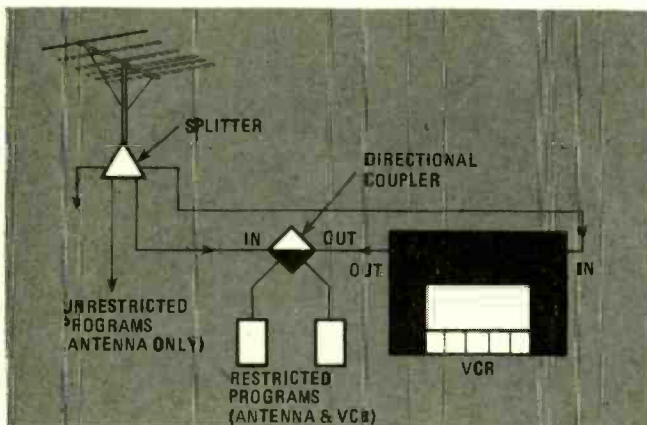 SPLITTER
DIRECTIONAL
COUPLER
IN
OUT
OUT
IN
UNRESTRICTED
PROGRAMS
(ANTENNA ONLY)
RESTRICTED
PROGRAMS
(ANTENNA & VCR)
VCR